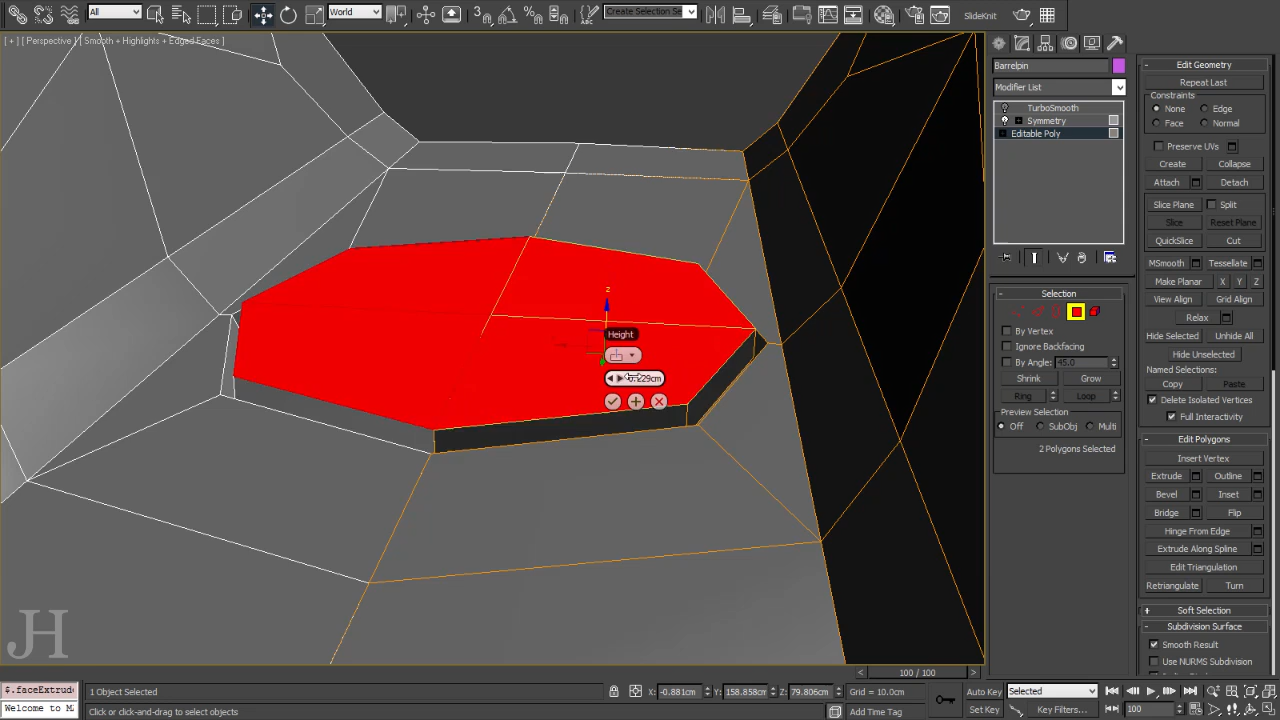 All
World
3
Create Selection Se
SlideKnit
[ + ] [ Perspective ] [ Smooth + Highlights + Edged Faces ]
Barrelpin
Modifier List
TurboSmooth
Symmetry
Editable Poly
Selection
By Vertex
Ignore Backfacing
By Angle: 45.0
Shrink
Grow
Ring
Loop
Preview Selection
Off
SubObj
Multi
2 Polygons Selected
Edit Geometry
Repeat Last
Constraints
None
Edge
Face
Normal
Preserve UVs
Create
Collapse
Attach
Detach
Slice Plane
Split
Slice
Reset Plane
QuickSlice
Cut
MSmooth
Tessellate
Make Planar
X
Y
Z
View Align
Grid Align
Relax
Hide Selected
Unhide All
Hide Unselected
Named Selections:
Copy
Paste
Delete Isolated Vertices
Full Interactivity
Edit Polygons
Insert Vertex
Extrude
Outline
Bevel
Inset
Bridge
Flip
Hinge From Edge
Extrude Along Spline
Edit Triangulation
Retriangulate
Turn
Soft Selection
Subdivision Surface
Smooth Result
Use NURMS Subdivision
z
Height
JH
100 / 100
$.faceExtrud
Welcome to M
1 Object Selected
Click or click-and-drag to select objects
X: -0.881cm
Y: 158.858cm
Z: 79.806cm
Grid = 10.0cm
Add Time Tag
Auto Key
Selected
Set Key
Key Filters...
100